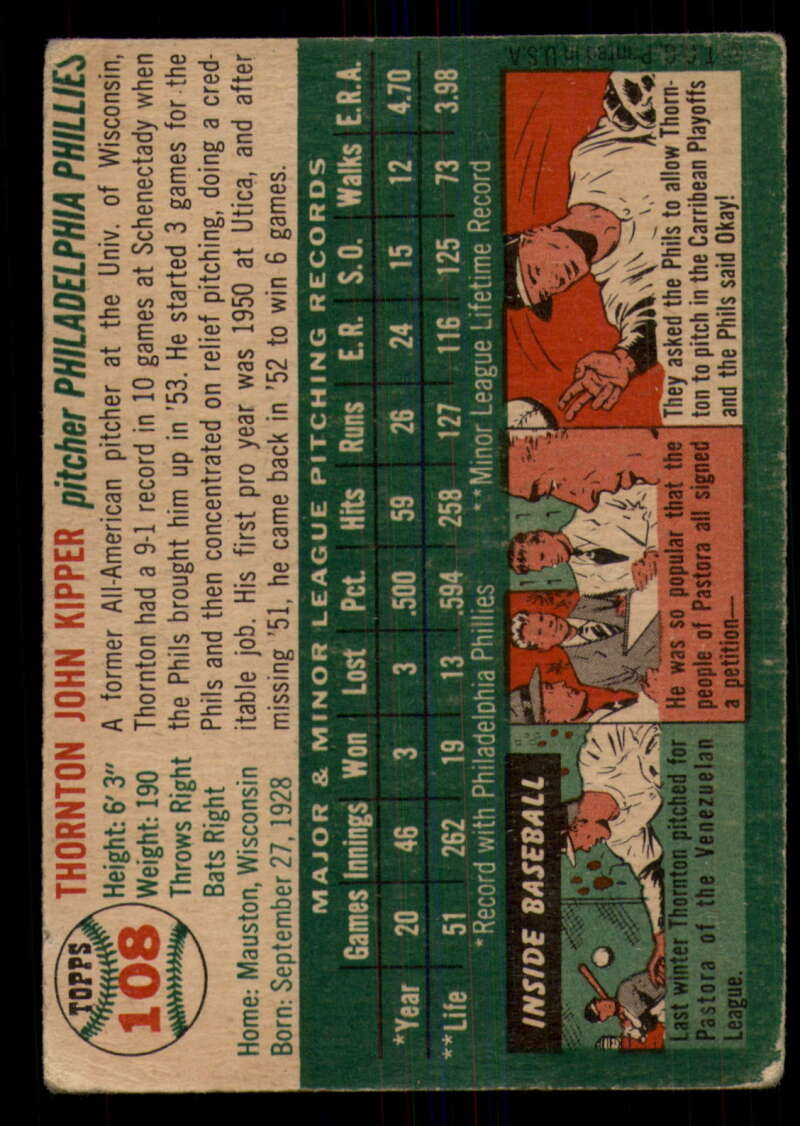 TOPPS
108
THORNTON JOHN KIPPER pitcher PHILADELPHIA PHILLIES
Height: 6' 3"
Weight: 190
Throws Right
Bats Right
Home: Mauston, Wisconsin
Born: September 27, 1928
A former All-American pitcher at the Univ. of Wisconsin,
Thornton had a 9-1 record in 10 games at Schenectady when
the Phils brought him up in '53. He started 3 games for the
Phils and then concentrated on relief pitching, doing a cred-
itable job. His first pro year was 1950 at Utica, and after
missing '51, he came back in '52 to win 6 games.
MAJOR & MINOR LEAGUE PITCHING RECORDS
Games Innings Won Lost Pct. Hits Runs E.R. S.O. Walks E.R.A.
*Year 20 46 3 3 .500 59 26 24 15 12 4.70
**Life 51 262 19 13 .594 258 127 116 125 73 3.98
*Record with Philadelphia Phillies **Minor League Lifetime Record
INSIDE BASEBALL
Last winter Thornton pitched for
Pastora of the Venezuelan
League.
He was so popular that the
people of Pastora all signed
a petition—
They asked the Phils to allow Thorn-
ton to pitch in the Carribean Playoffs
and the Phils said Okay!
T. C. G. Printed in U.S.A.